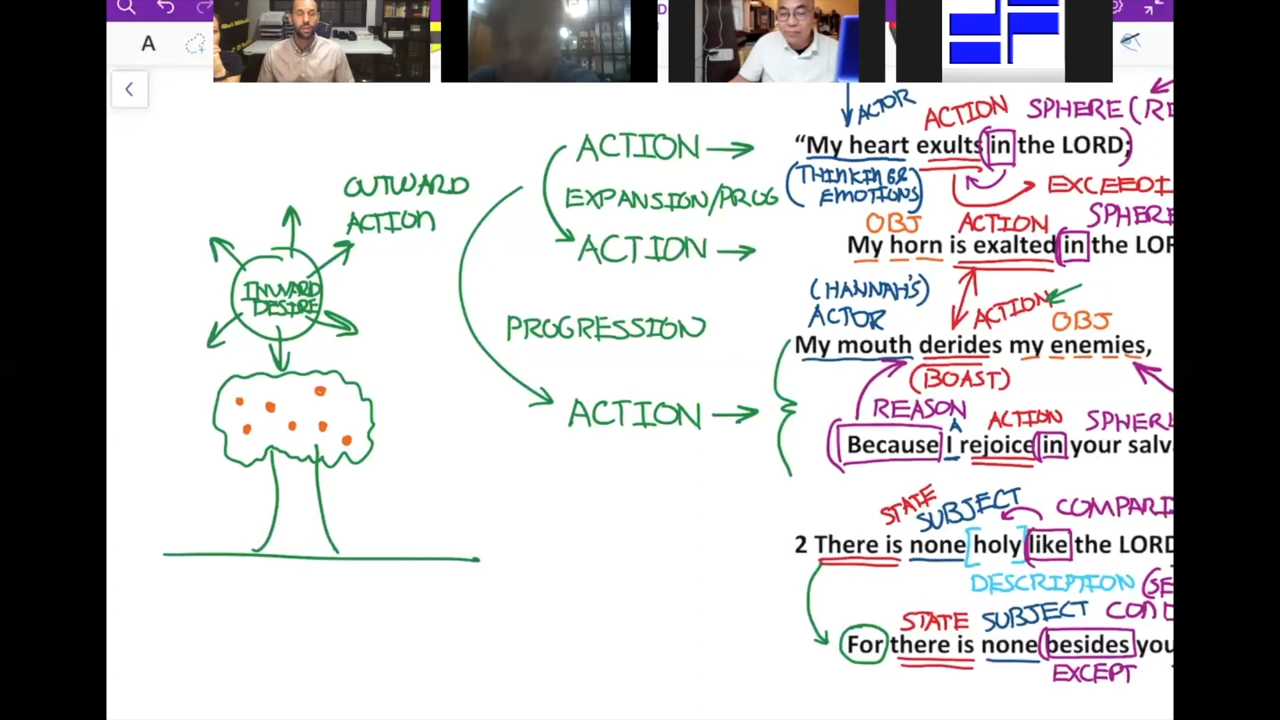 A
ACTOR
ACTION
SPHERE (RE
ACTION
"My heart exults in the LORD;
(THINKING & EMOTIONS)
EXCEEDI
EXPANSION/PROG
OUTWARD
ACTION
OBJ
ACTION
SPHERE
ACTION
My horn is exalted in the LOR
INWARD
DESIRE
(HANNAH'S)
ACTOR
ACTION
OBJ
PROGRESSION
My mouth derides my enemies,
(BOAST)
ACTION
REASON
A
ACTION
SPHERE
Because I rejoice in your salv
STATE
SUBJECT
COMPARI
2 There is none holy like the LORD
DESCRIPTION
(SE
STATE
SUBJECT
COND
For there is none besides you
EXCEPT